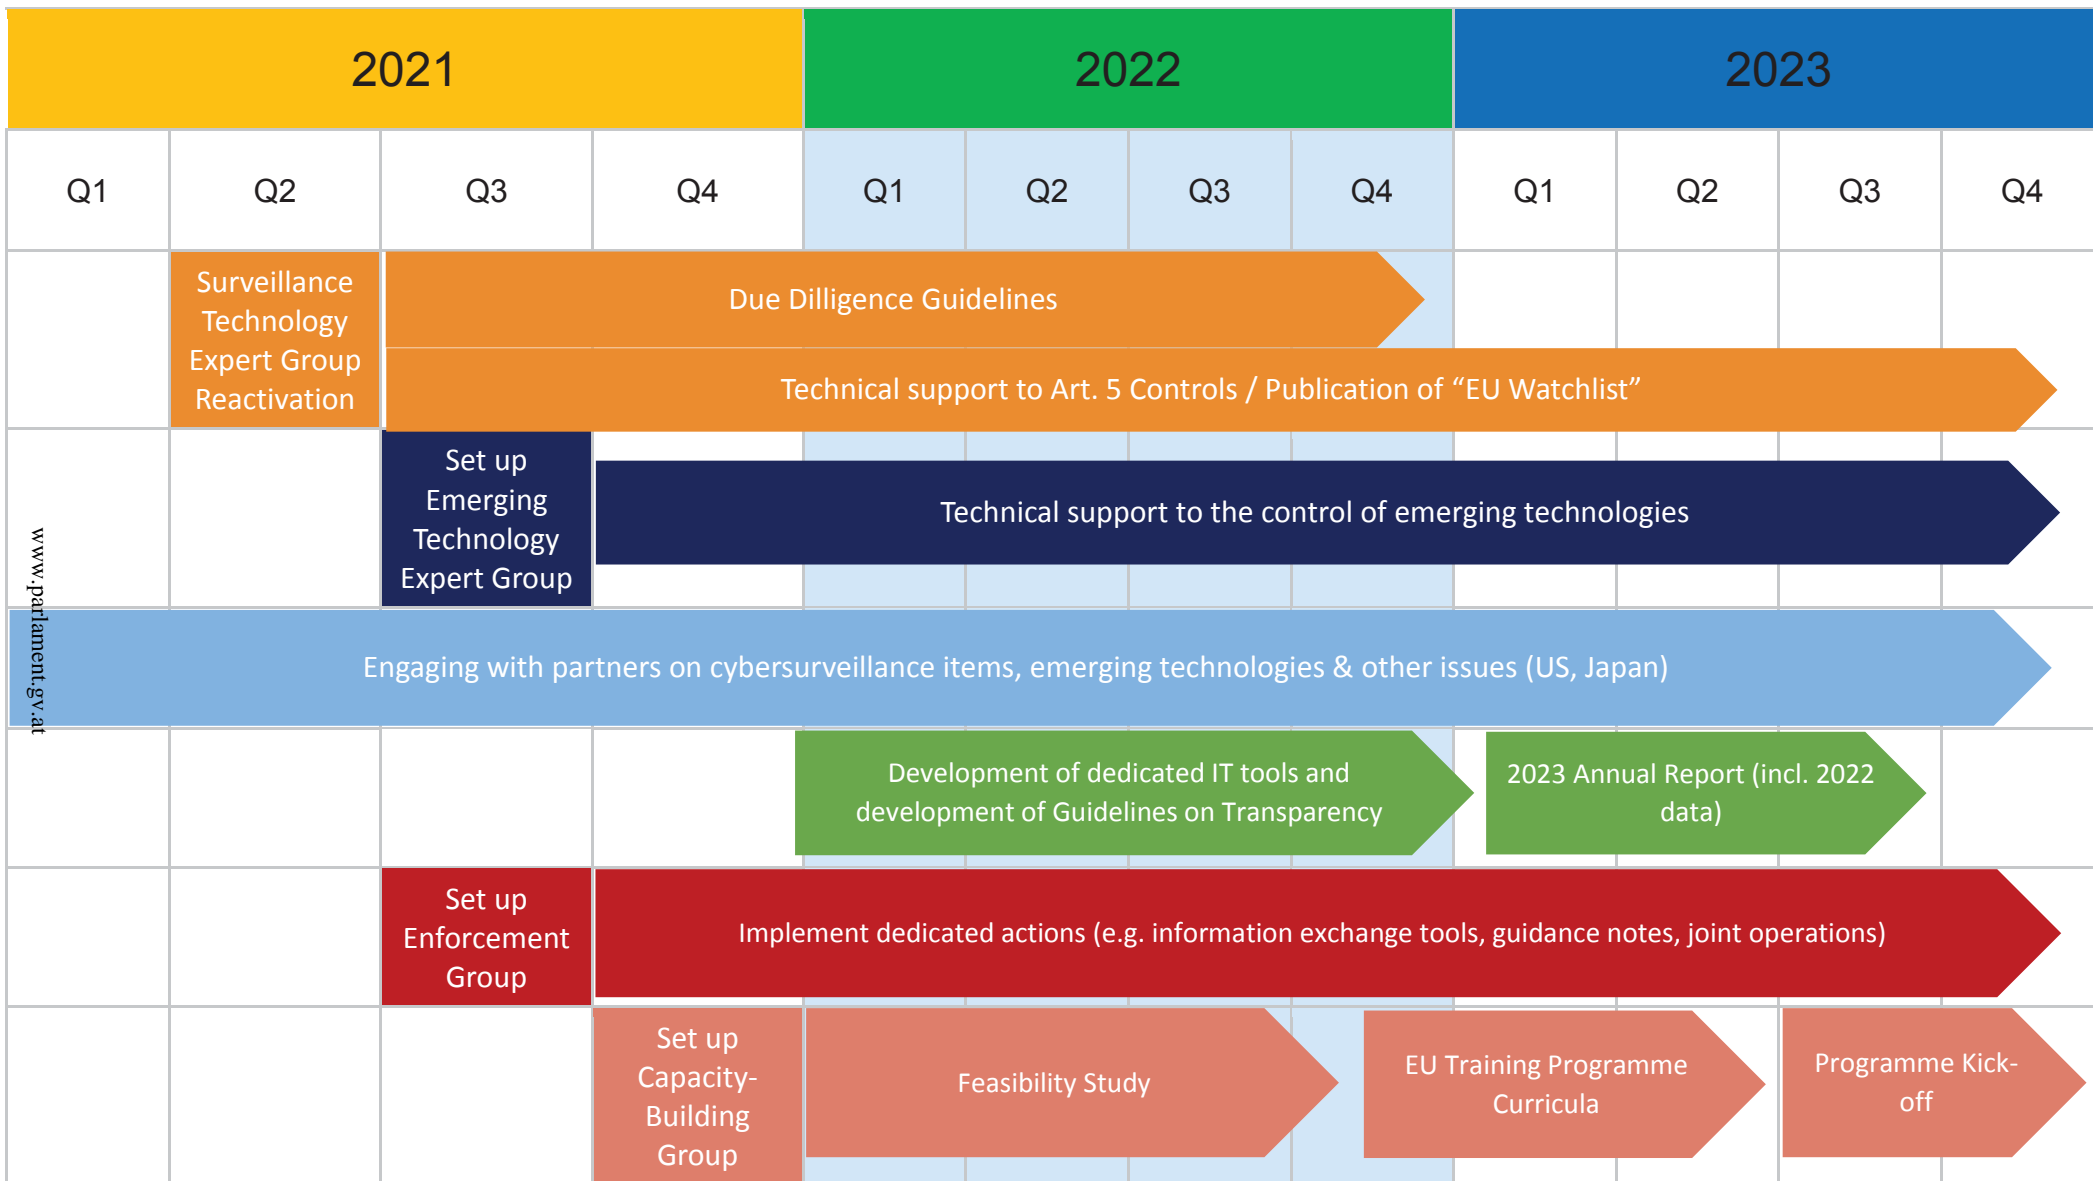 2021
2022
2023
Q1
Q2
Q3
Q4
Q1
Q2
Q3
Q4
Q1
Q2
Q3
Q4
Surveillance
Technology
Expert Group
Reactivation
Due Dilligence Guidelines
Technical support to Art. 5 Controls / Publication of “EU Watchlist”
Set up
Emerging
Technology
Expert Group
Technical support to the control of emerging technologies
www.parlament.gv.at
Engaging with partners on cybersurveillance items, emerging technologies & other issues (US, Japan)
Development of dedicated IT tools and
development of Guidelines on Transparency
2023 Annual Report (incl. 2022
data)
Set up
Enforcement
Group
Implement dedicated actions (e.g. information exchange tools, guidance notes, joint operations)
Set up
Capacity-
Building
Group
Feasibility Study
EU Training Programme
Curricula
Programme Kick-
off